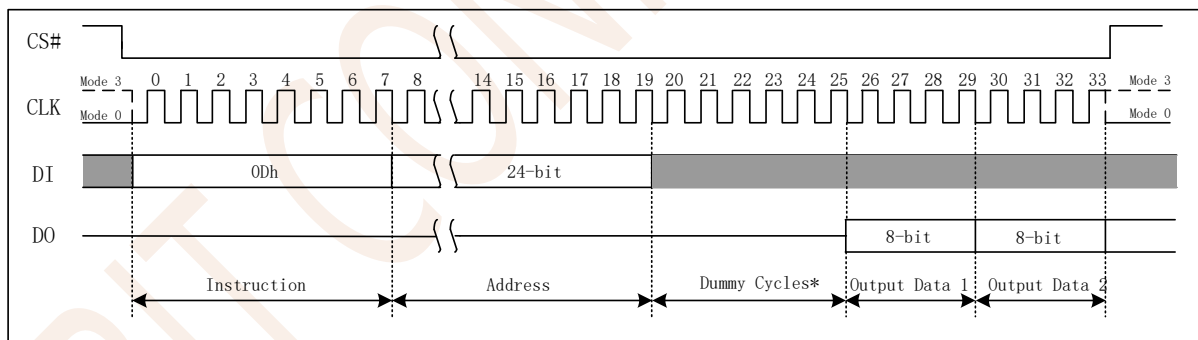 CS#
Mode 3 0 1 2 3 4 5 6 7 8 14 15 16 17 18 19 20 21 22 23 24 25 26 27 28 29 30 31 32 33 Mode 3
CLK
Mode 0 Mode 0
DI 0Dh 24-bit
DO 8-bit 8-bit
Instruction Address Dummy Cycles* Output Data 1 Output Data 2